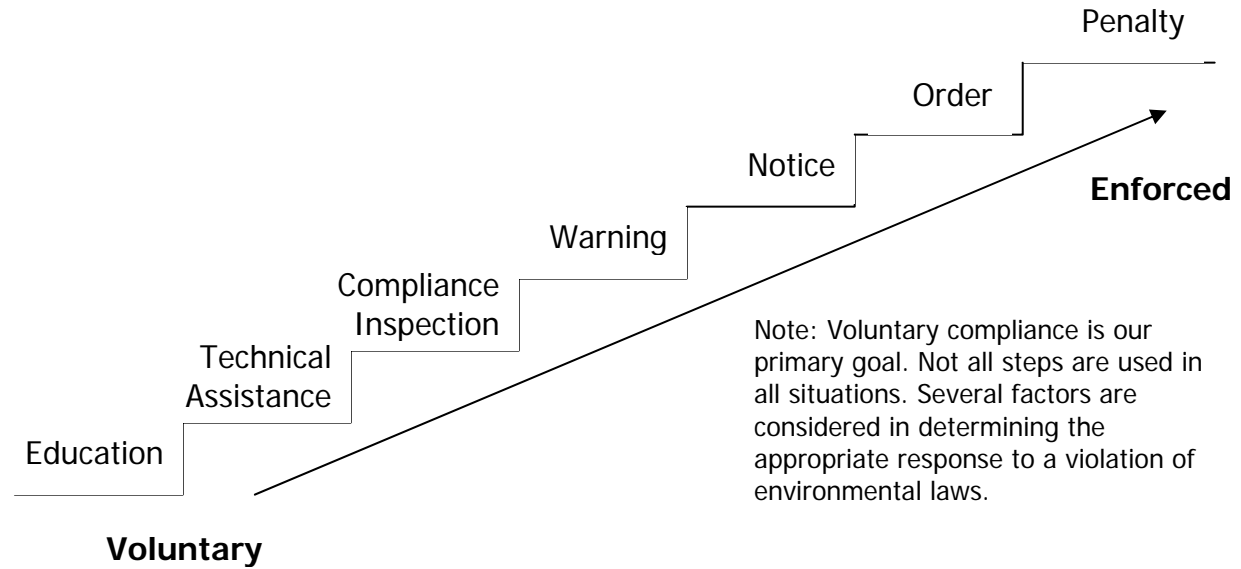 Penalty
Order
Notice
Enforced
Warning
Compliance
Inspection
Technical
Assistance
Education
Voluntary
Note: Voluntary compliance is our
primary goal. Not all steps are used in
all situations. Several factors are
considered in determining the
appropriate response to a violation of
environmental laws.